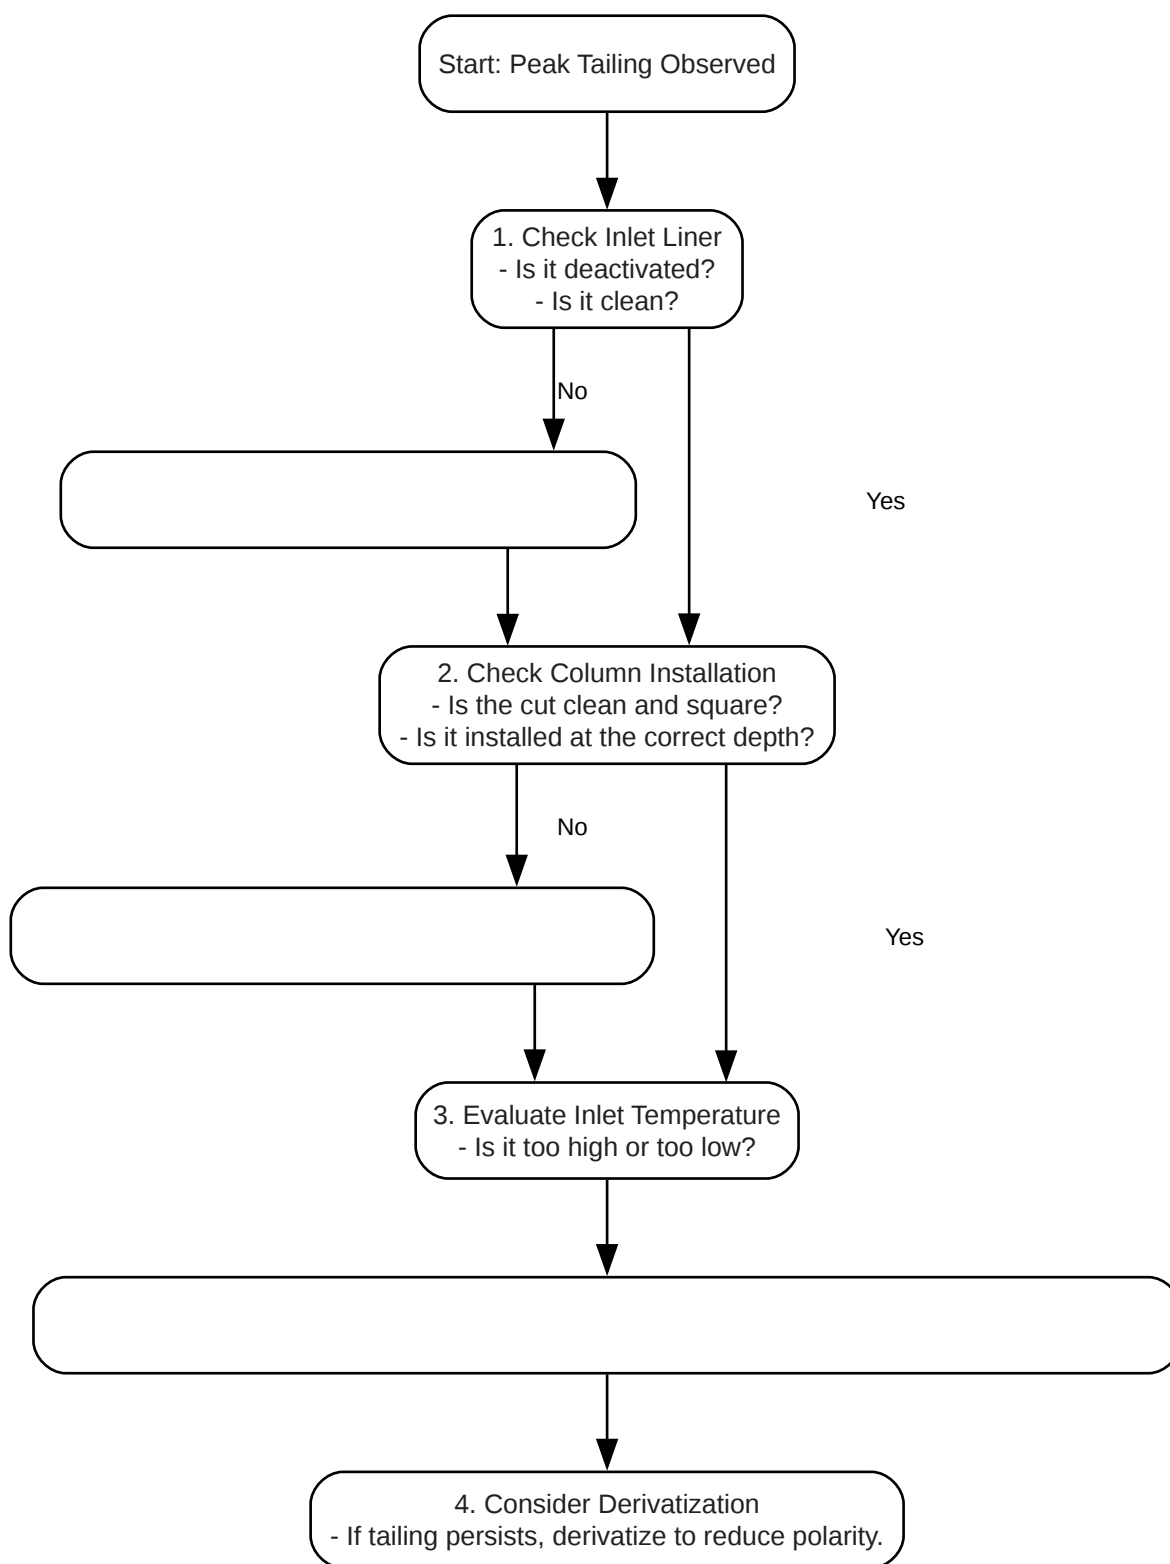 Start: Peak Tailing Observed
1. Check Inlet Liner
- Is it deactivated?
- Is it clean?
No
Yes
2. Check Column Installation
- Is the cut clean and square?
- Is it installed at the correct depth?
No
Yes
3. Evaluate Inlet Temperature
- Is it too high or too low?
4. Consider Derivatization
- If tailing persists, derivatize to reduce polarity.